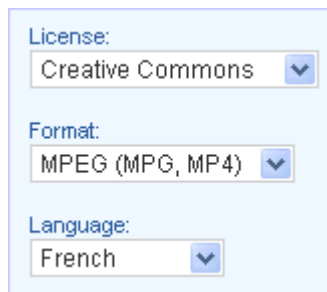 License:
Creative Commons
Format:
MPEG (MPG, MP4)
Language:
French